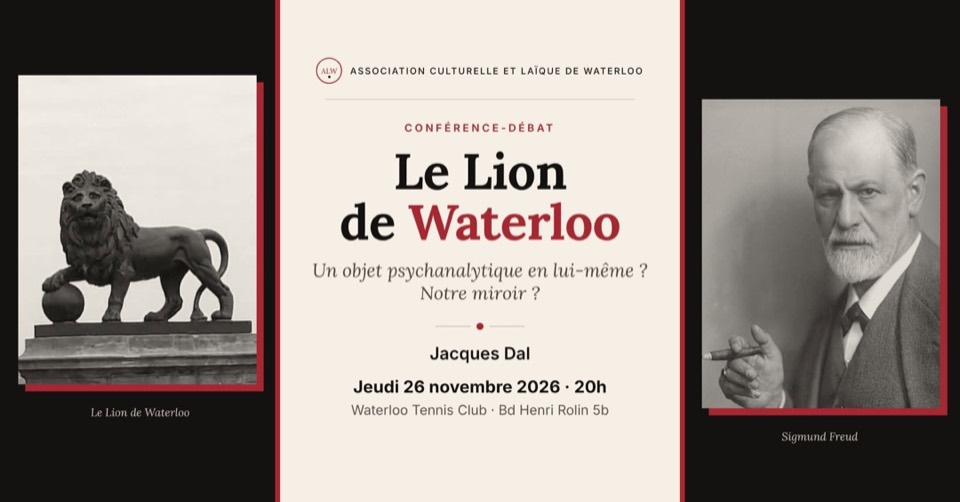 ALW
ASSOCIATION CULTURELLE ET LAÏQUE DE WATERLOO
CONFÉRENCE-DÉBAT
Le Lion
de Waterloo
Un objet psychanalytique en lui-même ?
Notre miroir ?
Jacques Dal
Jeudi 26 novembre 2026 · 20h
Waterloo Tennis Club · Bd Henri Rolin 5b
Le Lion de Waterloo
Sigmund Freud